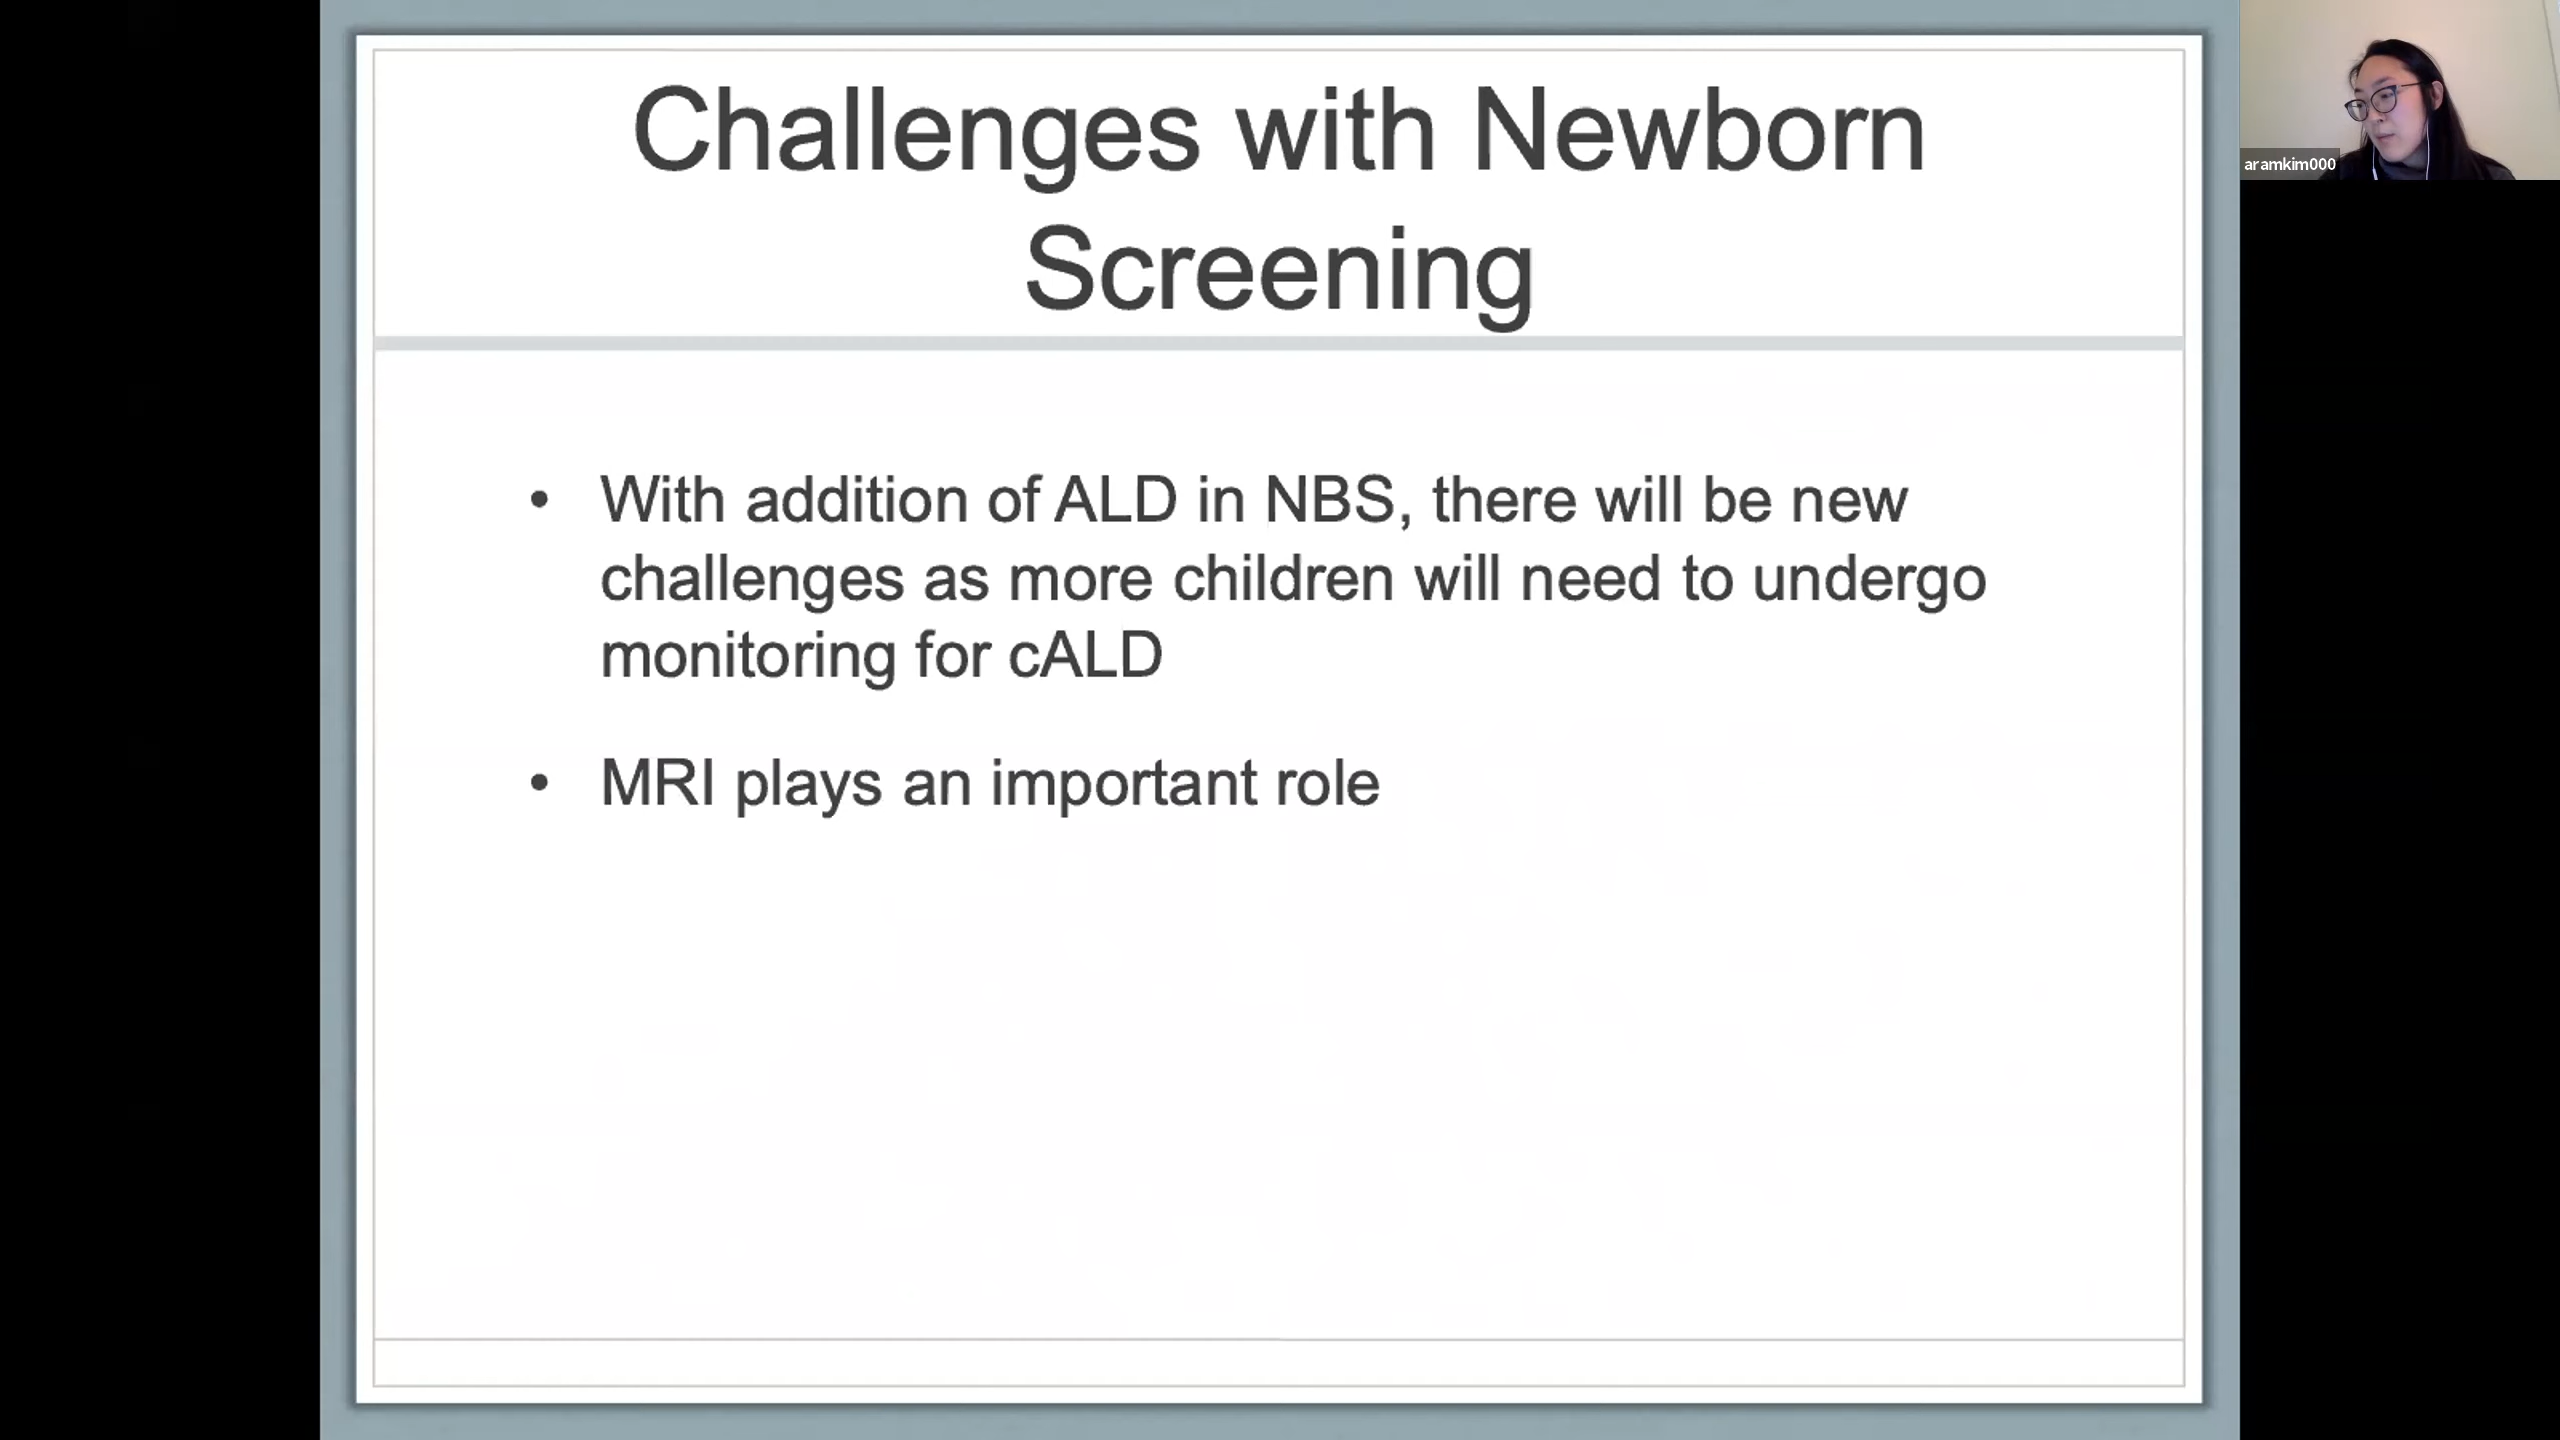 Challenges with Newborn
Screening
aramkim000
• With addition of ALD in NBS, there will be new
challenges as more children will need to undergo
monitoring for cALD
• MRI plays an important role